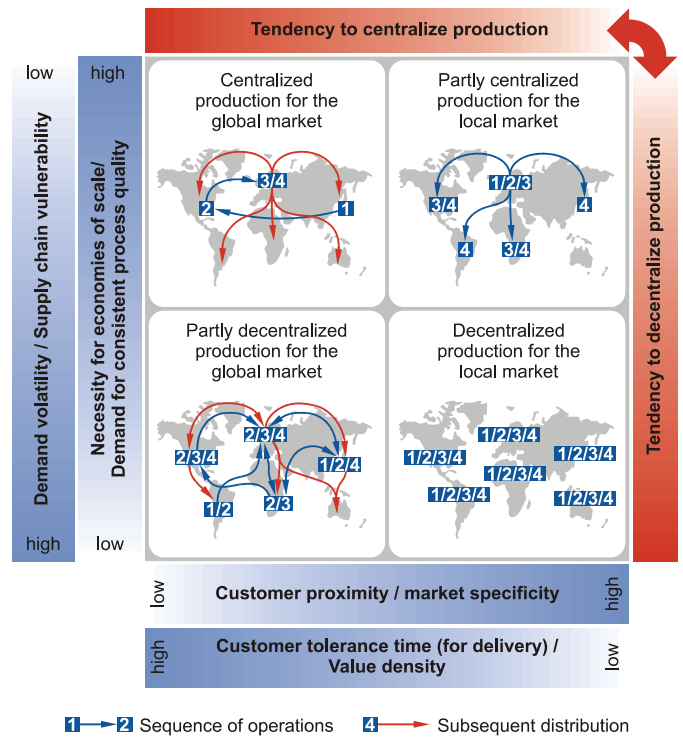 Tendency to centralize production
low
high
Demand volatility / Supply chain vulnerability
Necessity for economies of scale/
Demand for consistent process quality
high
low
Tendency to decentralize production
Centralized
production for the
global market
3/4
2
1
Partly centralized
production for the
local market
1/2/3
3/4
4
4
3/4
Partly decentralized
production for the
global market
2/3/4
2/3/4
1/2/4
1/2
2/3
Decentralized
production for the
local market
1/2/3/4
1/2/3/4
1/2/3/4
1/2/3/4
1/2/3/4
1/2/3/4
low
Customer proximity / market specificity
high
high
Customer tolerance time (for delivery) /
Value density
low
1 2 Sequence of operations
4 Subsequent distribution